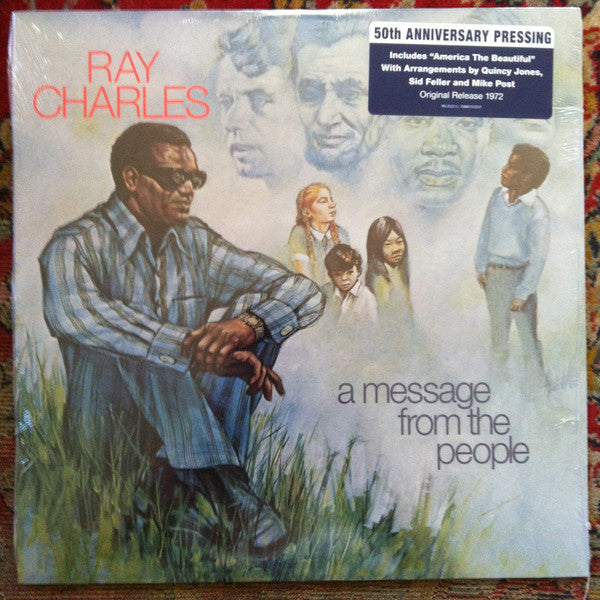 RAY
CHARLES
50th ANNIVERSARY PRESSING
Includes "America The Beautiful"
With Arrangements by Quincy Jones,
Sid Feller and Mike Post
Original Release 1972
a message
from the
people